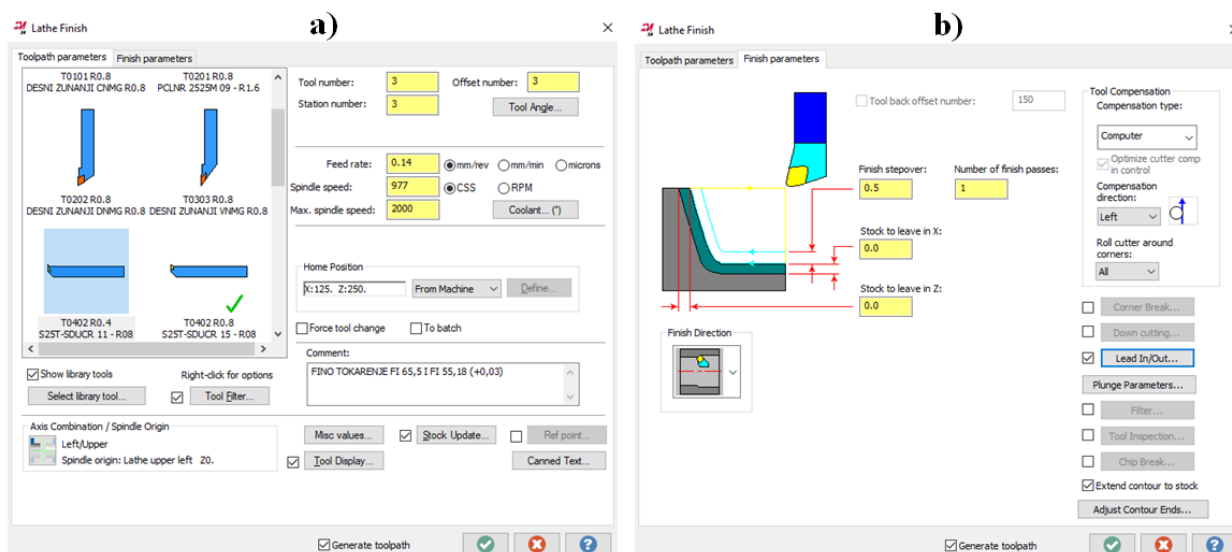 a)
Lathe Finish
Toolpath parameters Finish parameters
T0101 R0.8 T0201 R0.8
DESNI ZUNANJI CNMG R0.8 PCLNR 2525M 09 - R1.6
T0202 R0.8 T0303 R0.8
DESNI ZUNANJI DNMG R0.8 DESNI ZUNANJI VNMG R0.8
T0402 R0.4 T0402 R0.8
S25T-SDUCR 11 - R08 S25T-SDUCR 15 - R08
Show library tools Right-click for options
Select library tool... Tool Filter...
Axis Combination / Spindle Origin
Left/Upper
Spindle origin: Lathe upper left Z0.
Tool number: 3 Offset number: 3
Station number: 3 Tool Angle...
Feed rate: 0.14 mm/rev mm/min microns
Spindle speed: 977 CSS RPM
Max. spindle speed: 2000 Coolant... (*)
Home Position
X:125. Z:250. From Machine Define...
Force tool change To batch
Comment:
FINO TOKARENJE FI 65,5 I FI 55,18 (+0,03)
Misc values... Stock Update... Ref point...
Tool Display... Canned Text...
Generate toolpath
b)
Lathe Finish
Toolpath parameters Finish parameters
Tool back offset number: 150
Finish stepover: Number of finish passes:
0.5 1
Stock to leave in X:
0.0
Stock to leave in Z:
0.0
Finish Direction
Tool Compensation
Compensation type:
Computer
Optimize cutter comp
in control
Compensation
direction:
Left
Roll cutter around
corners:
All
Corner Break...
Down cutting...
Lead In/Out...
Plunge Parameters...
Filter...
Tool Inspection...
Chip Break...
Extend contour to stock
Adjust Contour Ends...
Generate toolpath